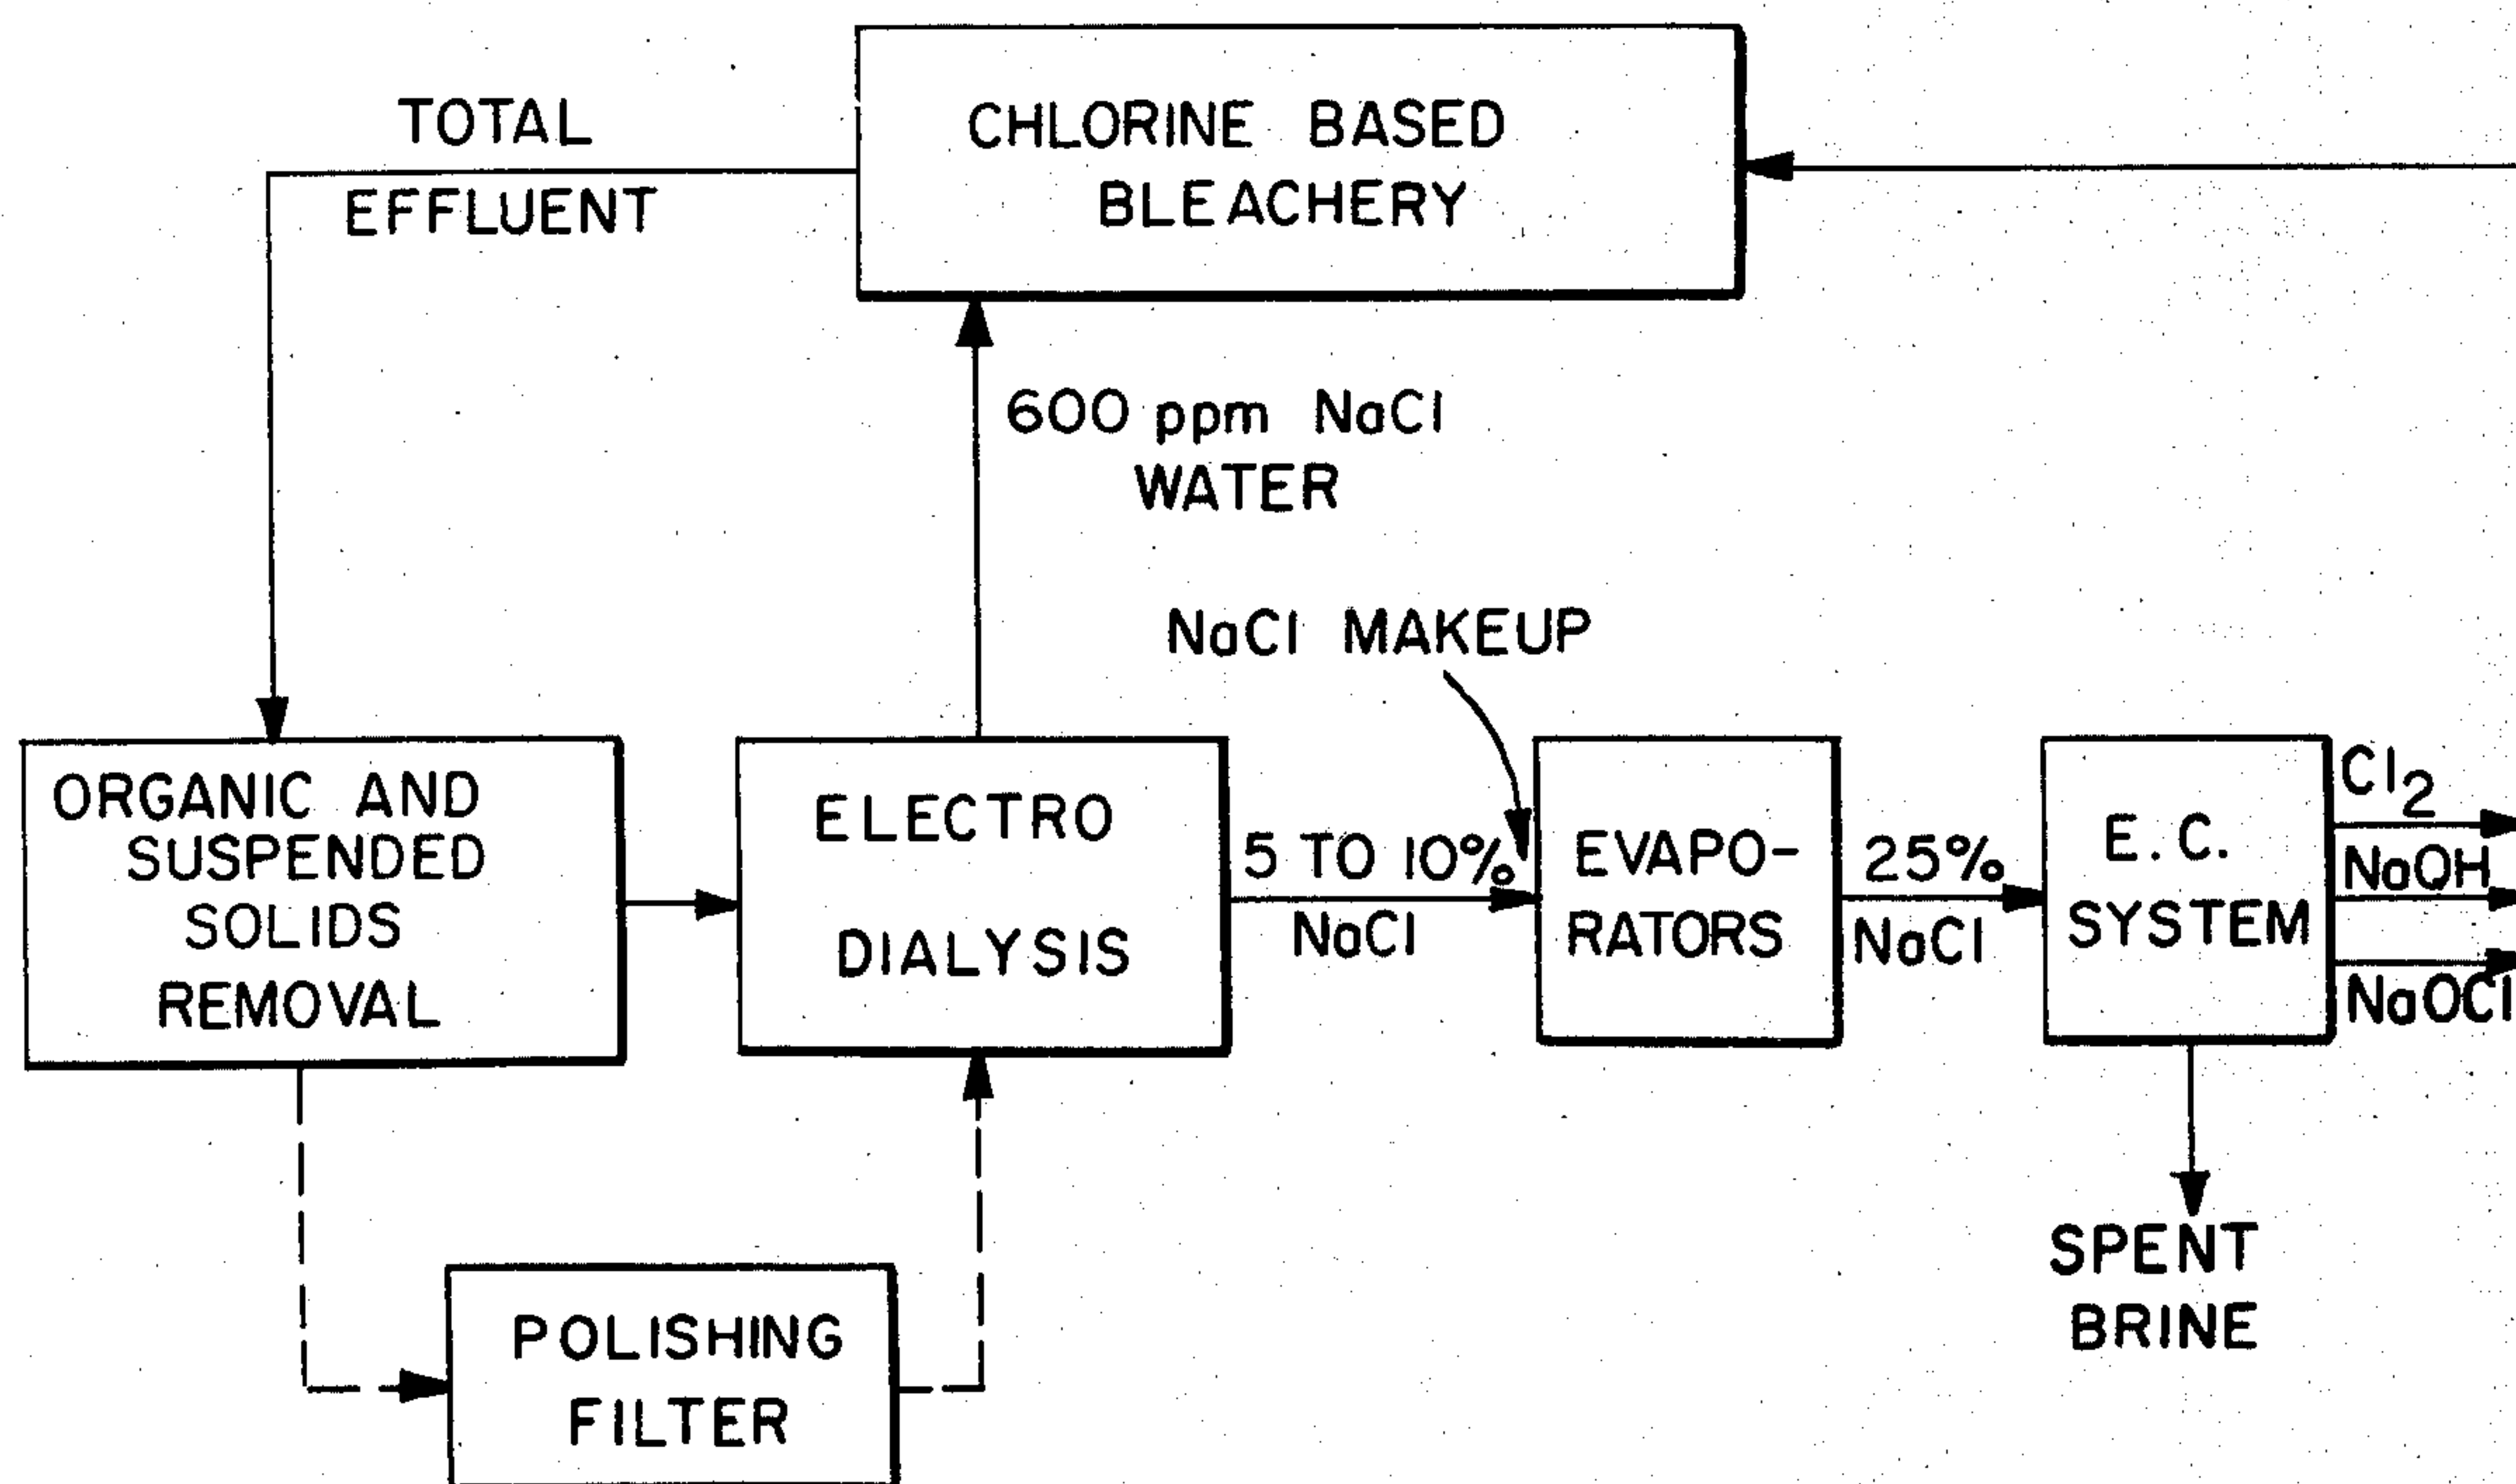 TOTAL
EFFLUENT
CHLORINE BASED
BLEACHERY
600 ppm NaCl
WATER
NaCl MAKEUP
ORGANIC AND
SUSPENDED
SOLIDS
REMOVAL
ELECTRO
DIALYSIS
5 TO 10%
NaCl
EVAPO-
RATORS
25%
NaCl
E.C.
SYSTEM
Cl2
NaOH
NaOCl
SPENT
BRINE
POLISHING
FILTER